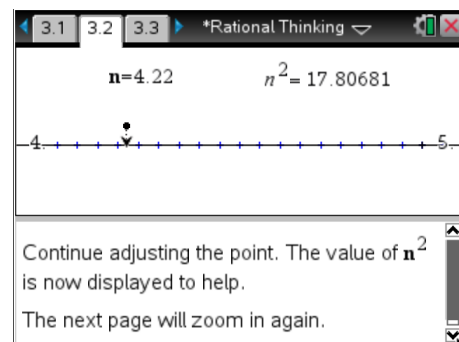 3.1 3.2 3.3 *Rational Thinking
n=4.22 n²= 17.80681
4. 5.
Continue adjusting the point. The value of n²
is now displayed to help.
The next page will zoom in again.